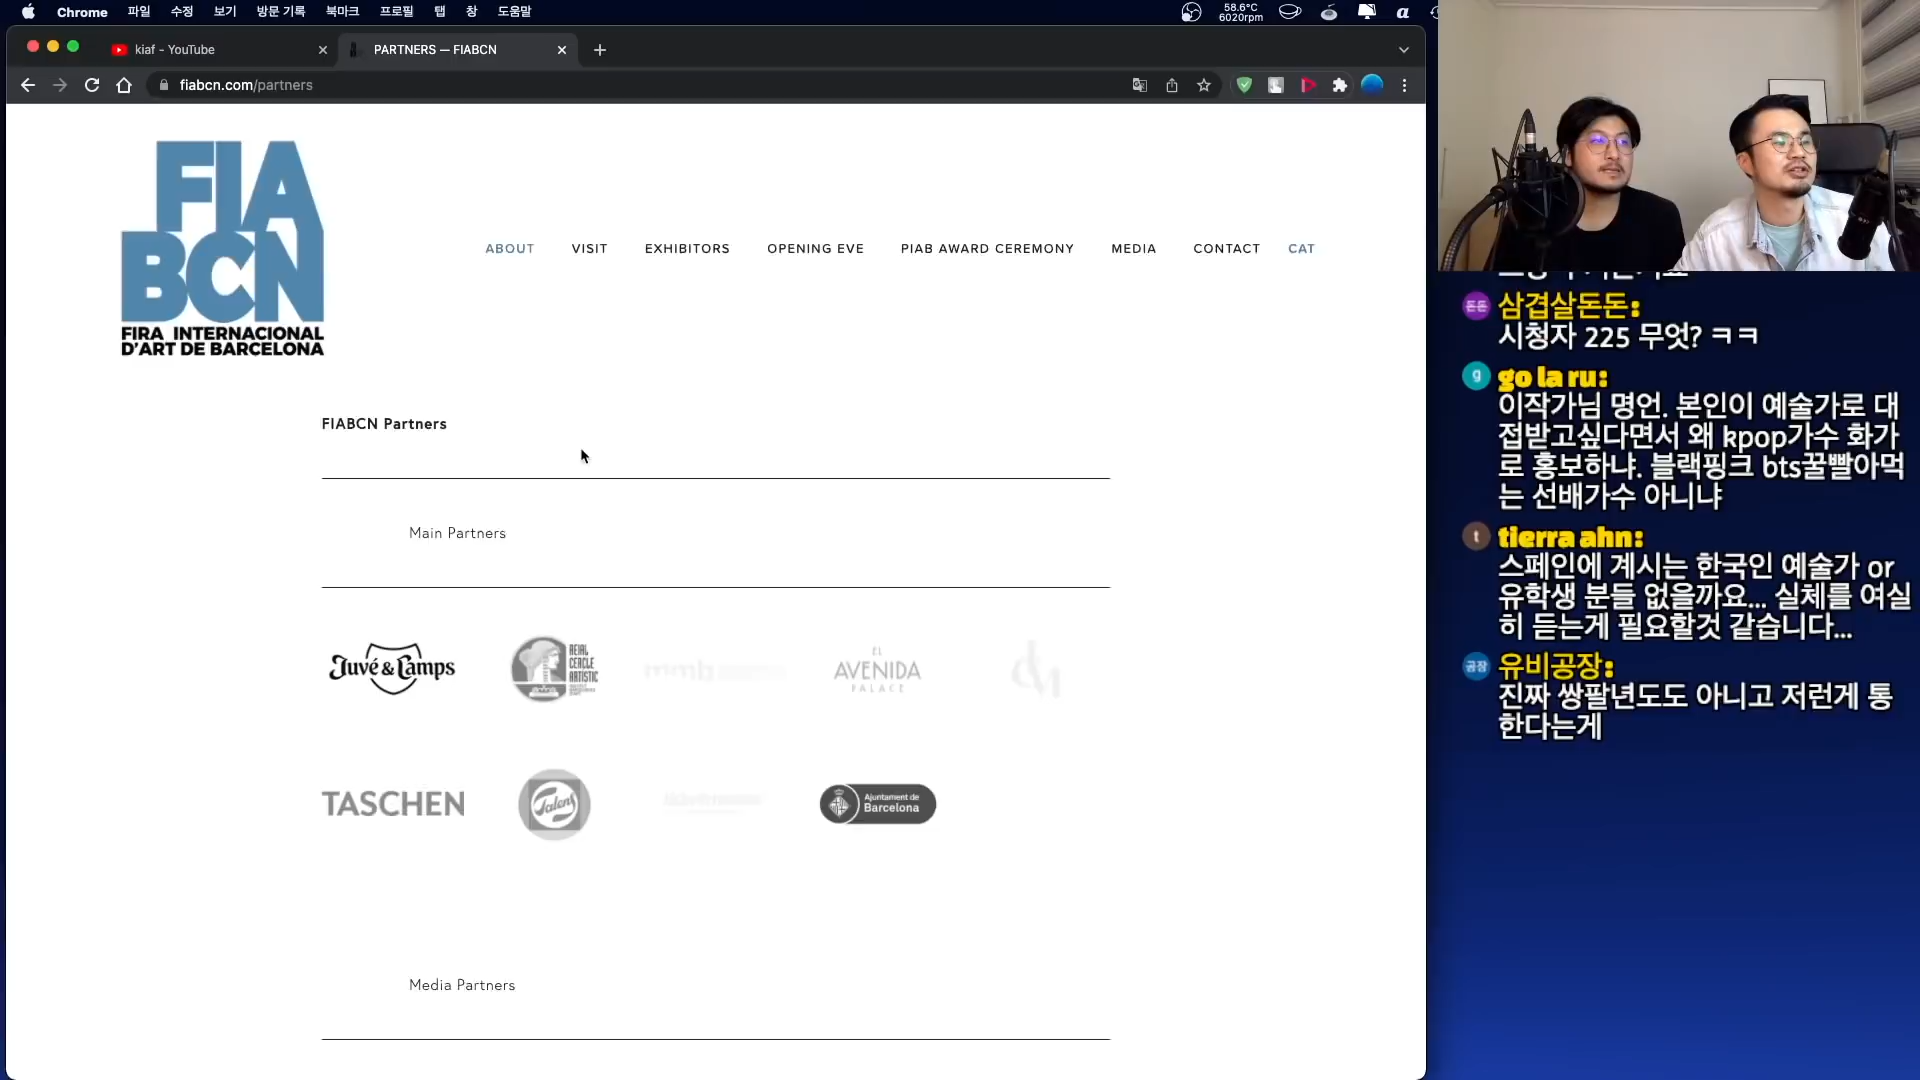 Chrome 파일 수정 보기 방문 기록 북마크 프로필 탭 창 도움말
58.6°C
6020rpm
kiaf - YouTube
PARTNERS — FIABCN
fiabcn.com/partners
FIA
BCN
FIRA INTERNACIONAL
D'ART DE BARCELONA
ABOUT VISIT EXHIBITORS OPENING EVE PIAB AWARD CEREMONY MEDIA CONTACT CAT
FIABCN Partners
Main Partners
Juvé & Camps
REIAL
CERCLE
ARTISTIC
mmb
EL
AVENIDA
PALACE
TASCHEN
Talens
Ajuntament de
Barcelona
Media Partners
돈돈
삼겹살돈돈:
시청자 225 무엇? ㅋㅋ
g
go la ru:
이작가님 명언. 본인이 예술가로 대
접받고싶다면서 왜 kpop가수 화가
로 홍보하냐. 블랙핑크 bts꿀빨아먹
는 선배가수 아니냐
t
tierra ahn:
스페인에 계시는 한국인 예술가 or
유학생 분들 없을까요... 실체를 여실
히 듣는게 필요할것 같습니다...
공장
유비공장:
진짜 쌍팔년도도 아니고 저런게 통
한다는게